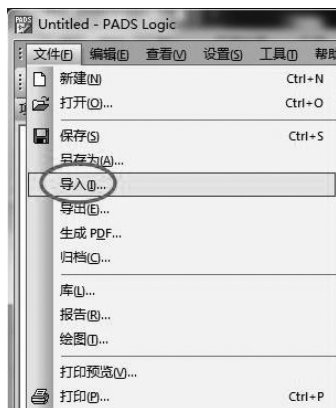 Untitled - PADS Logic
文件(F) 编辑(E) 查看(V) 设置(S) 工具(T) 帮助
新建(N) Ctrl+N
打开(O)... Ctrl+O
保存(S) Ctrl+S
另存为(A)...
导入(I)...
导出(E)...
生成 PDF...
归档(C)...
库(L)...
报告(R)...
绘图(T)...
打印预览(V)...
打印(P)... Ctrl+P